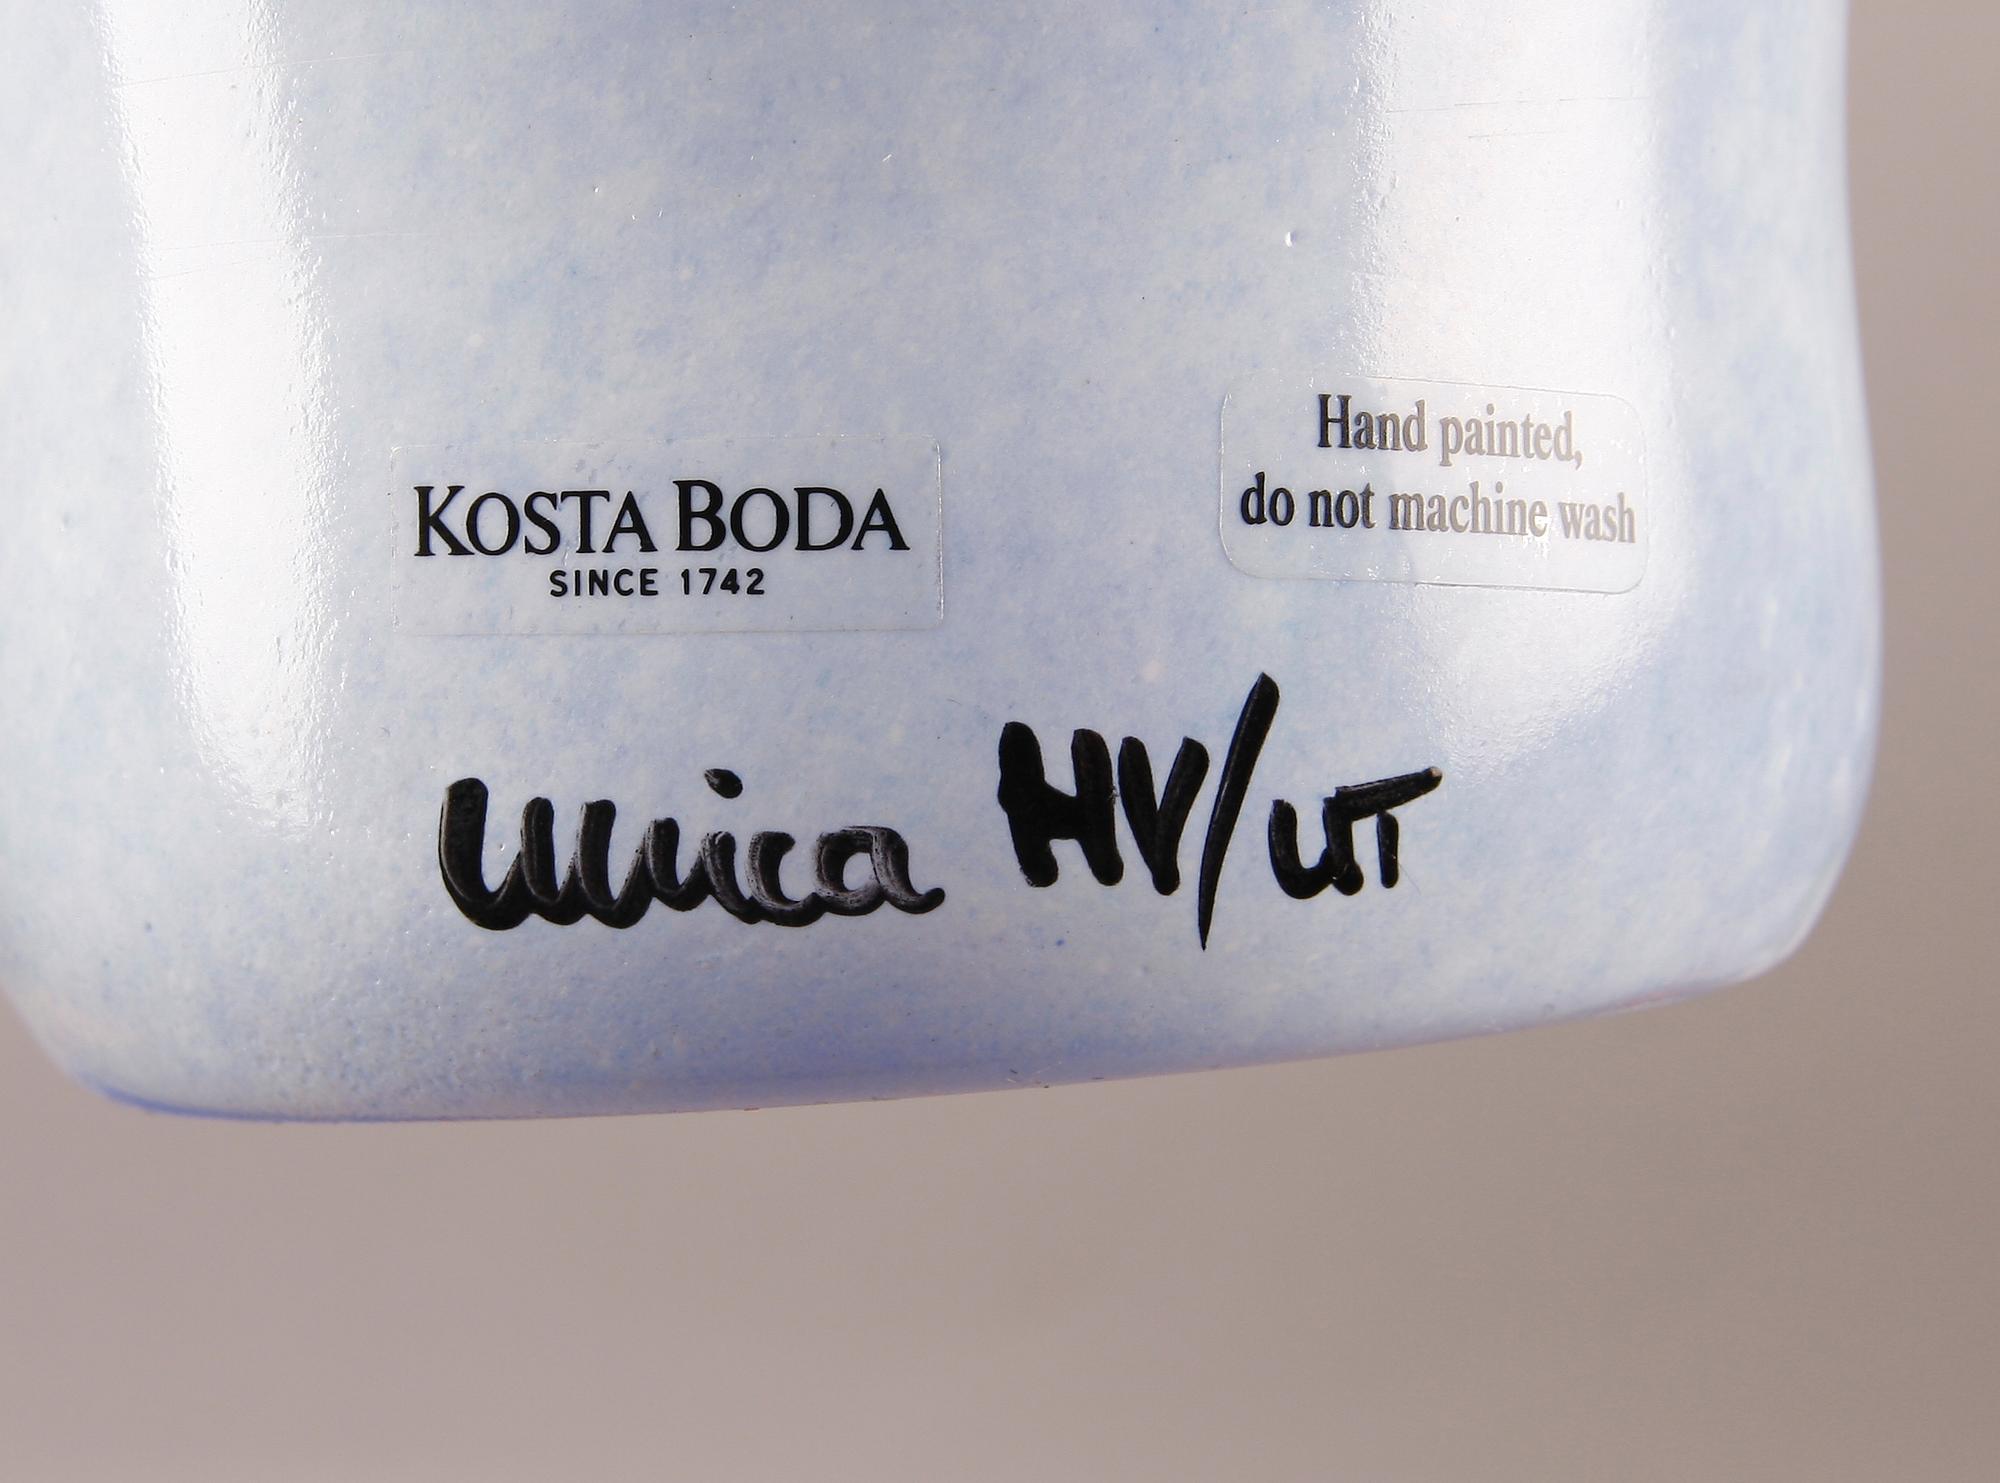 KOSTA BODA
SINCE 1742
Hand painted,
do not machine wash
Unica HV/UT